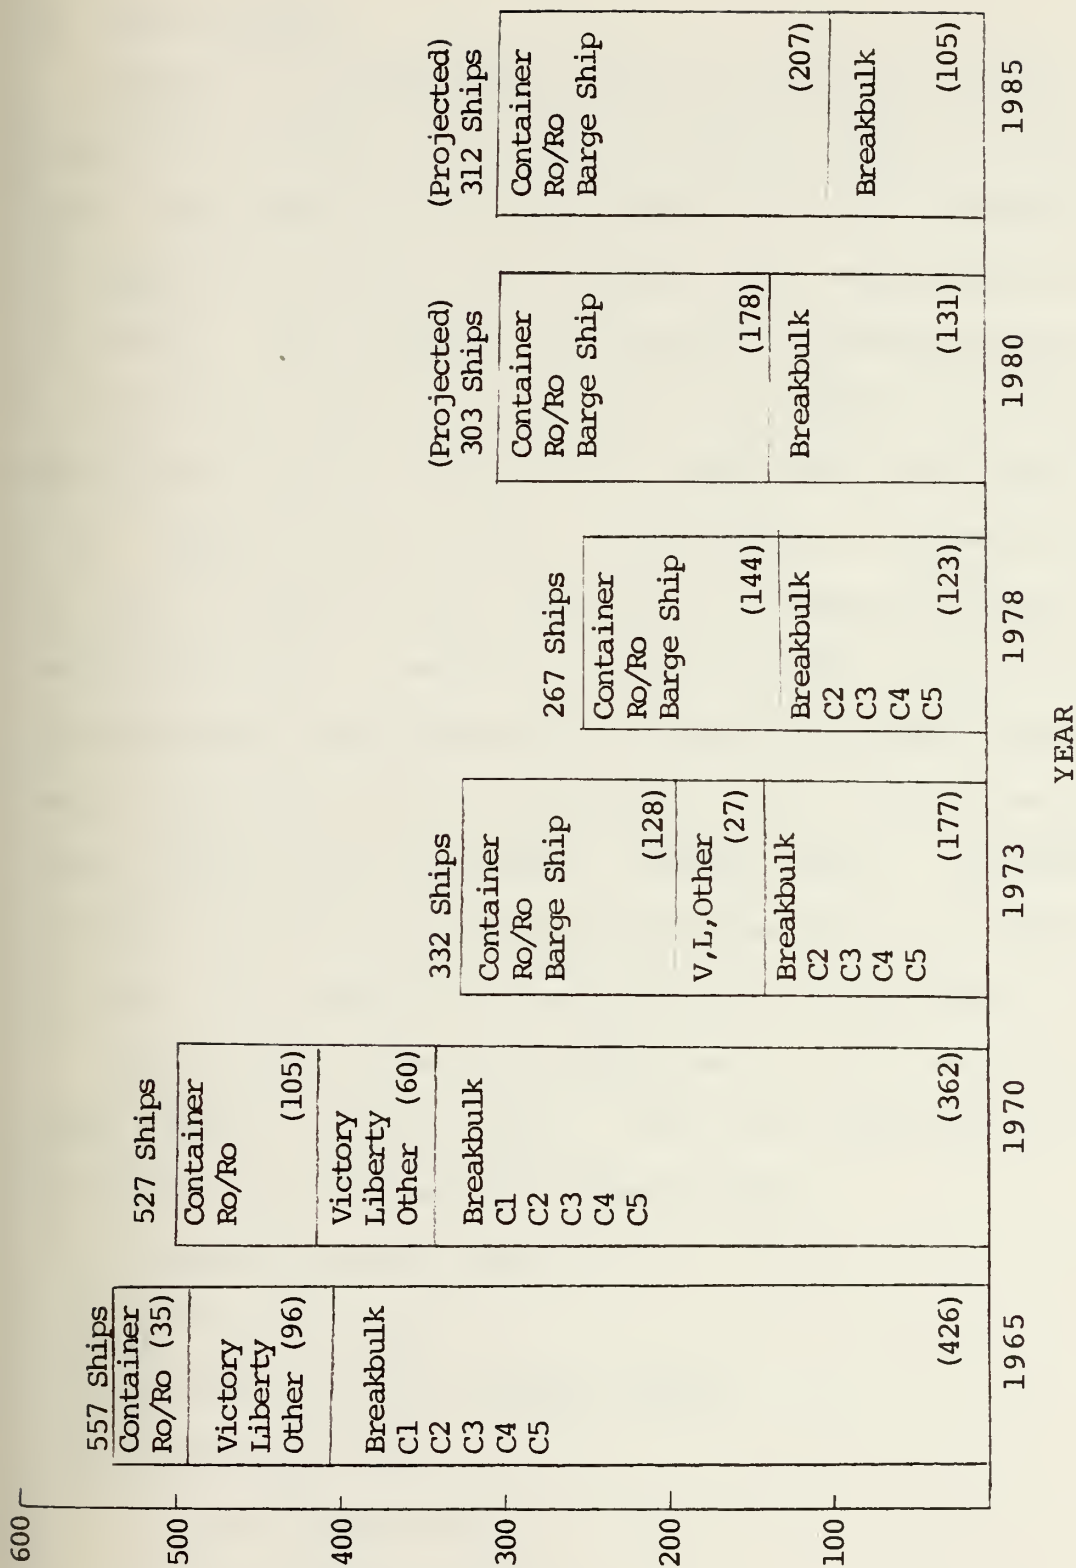 600
500
400
300
200
100
557 Ships
Container
Ro/Ro (35)
Victory
Liberty
Other (96)
Breakbulk
C1
C2
C3
C4
C5
(426)
1965
527 Ships
Container
Ro/Ro
(105)
Victory
Liberty
Other (60)
Breakbulk
C1
C2
C3
C4
C5
(362)
1970
332 Ships
Container
Ro/Ro
Barge Ship
(128)
V,L,Other
(27)
Breakbulk
C2
C3
C4
C5
(177)
1973
267 Ships
Container
Ro/Ro
Barge Ship
(144)
Breakbulk
C2
C3
C4
C5
(123)
1978
(Projected)
303 Ships
Container
Ro/Ro
Barge Ship
(178)
Breakbulk
(131)
1980
(Projected)
312 Ships
Container
Ro/Ro
Barge Ship
(207)
Breakbulk
(105)
1985
YEAR